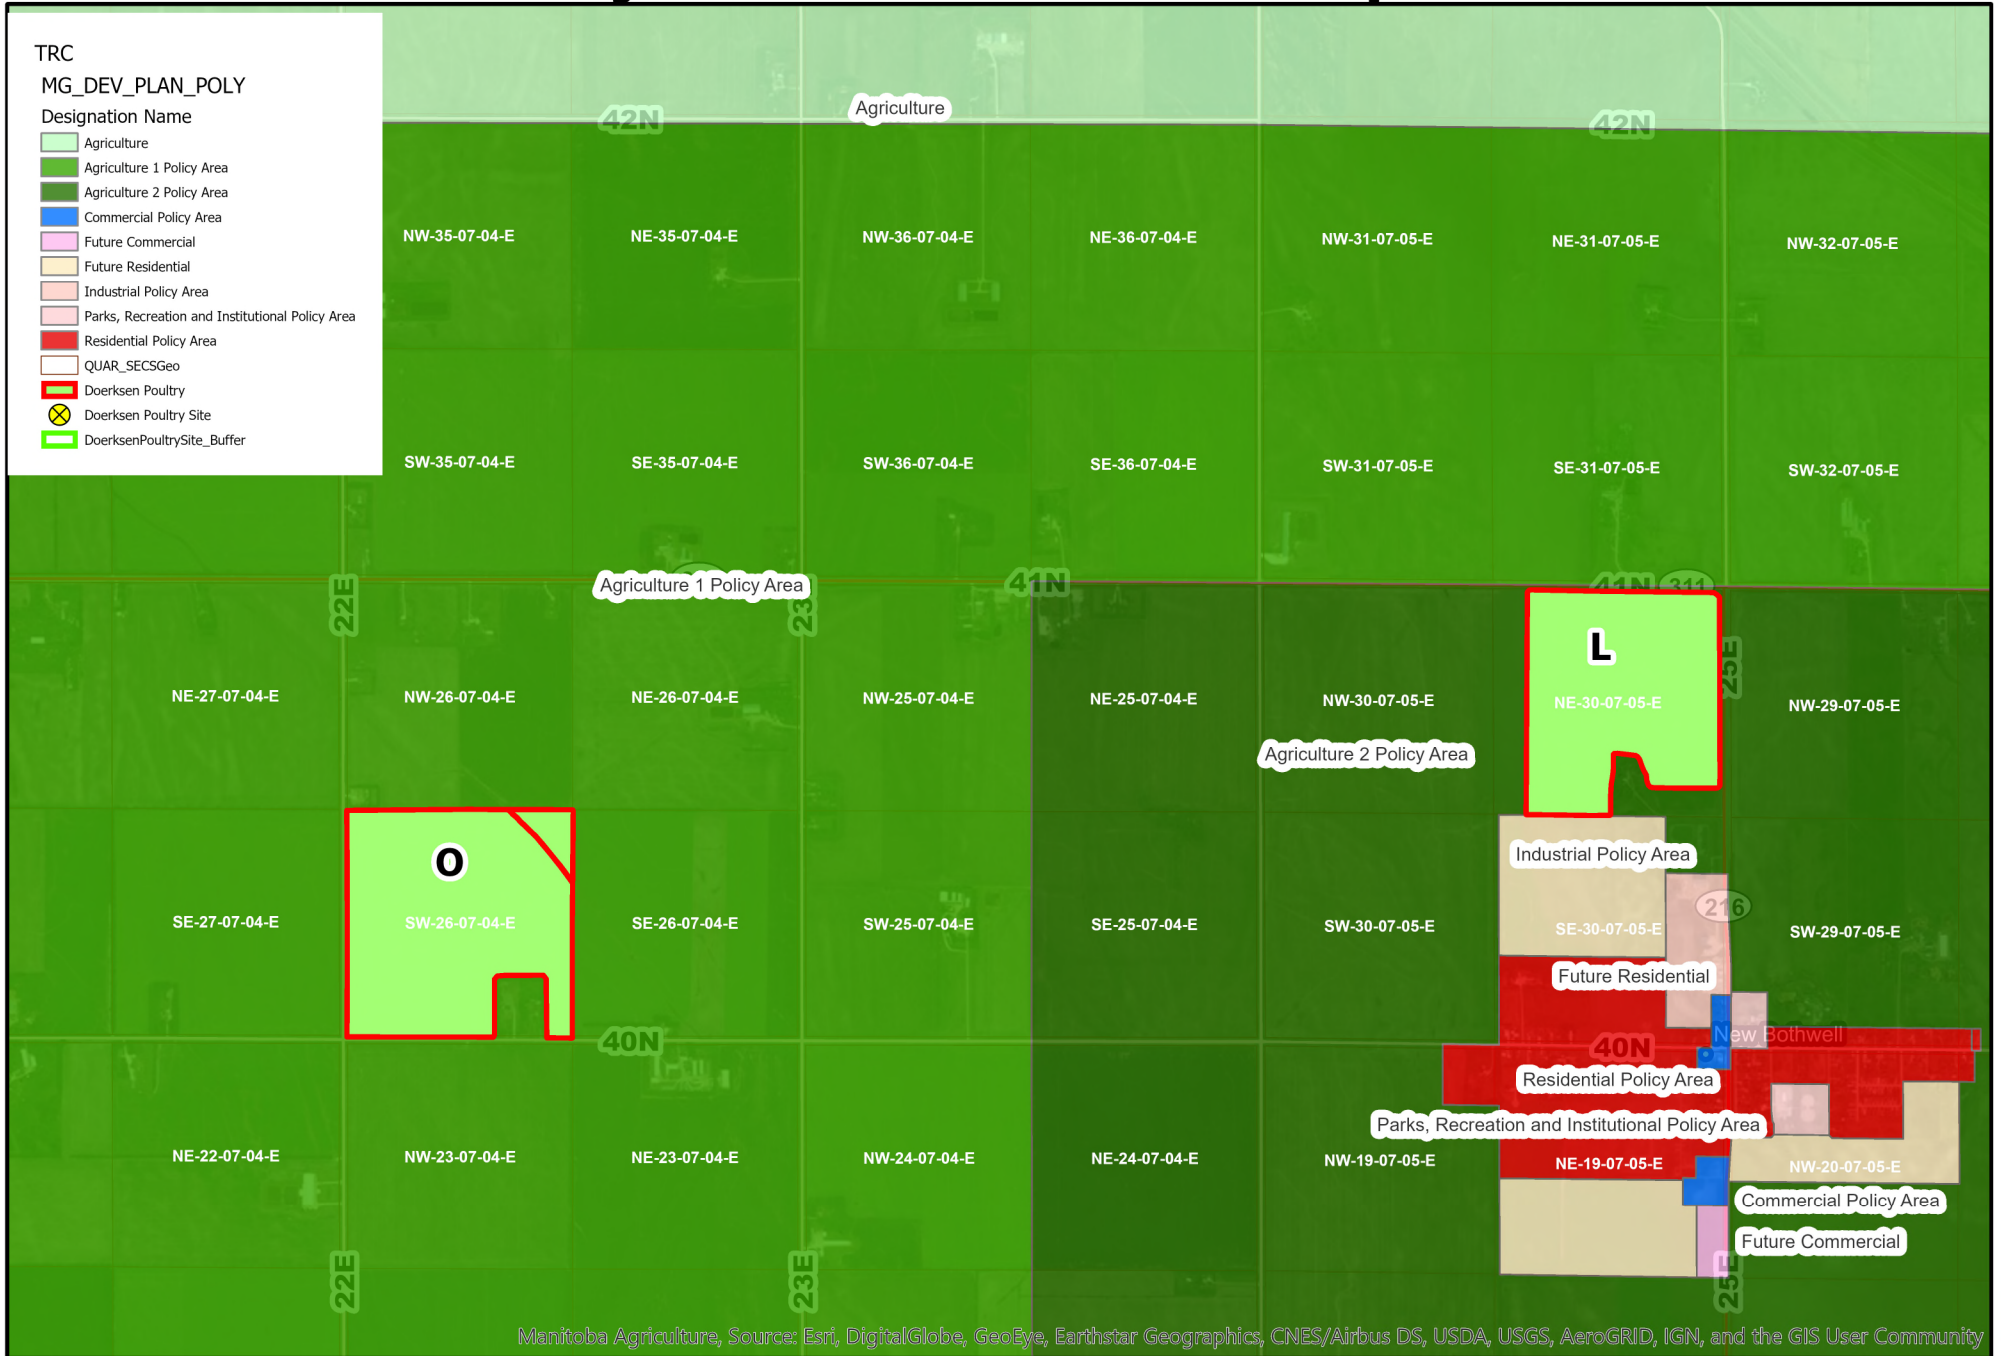 TRC
MG_DEV_PLAN_POLY
Designation Name
Agriculture
Agriculture 1 Policy Area
Agriculture 2 Policy Area
Commercial Policy Area
Future Commercial
Future Residential
Industrial Policy Area
Parks, Recreation and Institutional Policy Area
Residential Policy Area
QUAR_SECSGeo
Doerksen Poultry
Doerksen Poultry Site
DoerksenPoultrySite_Buffer
Agriculture
42N
42N
NW-35-07-04-E
NE-35-07-04-E
NW-36-07-04-E
NE-36-07-04-E
NW-31-07-05-E
NE-31-07-05-E
NW-32-07-05-E
SW-35-07-04-E
SE-35-07-04-E
SW-36-07-04-E
SE-36-07-04-E
SW-31-07-05-E
SE-31-07-05-E
SW-32-07-05-E
22E
Agriculture 1 Policy Area
23
41N
41N
311
L
25E
NE-27-07-04-E
NW-26-07-04-E
NE-26-07-04-E
NW-25-07-04-E
NE-25-07-04-E
NW-30-07-05-E
NE-30-07-05-E
NW-29-07-05-E
Agriculture 2 Policy Area
O
Industrial Policy Area
216
SE-27-07-04-E
SW-26-07-04-E
SE-26-07-04-E
SW-25-07-04-E
SE-25-07-04-E
SW-30-07-05-E
SE-30-07-05-E
SW-29-07-05-E
Future Residential
New Bothwell
40N
40N
Residential Policy Area
Parks, Recreation and Institutional Policy Area
NE-22-07-04-E
NW-23-07-04-E
NE-23-07-04-E
NW-24-07-04-E
NE-24-07-04-E
NW-19-07-05-E
NE-19-07-05-E
NW-20-07-05-E
Commercial Policy Area
Future Commercial
22E
23E
25E
Manitoba Agriculture, Source: Esri, DigitalGlobe, GeoEye, Earthstar Geographics, CNES/Airbus DS, USDA, USGS, AeroGRID, IGN, and the GIS User Community